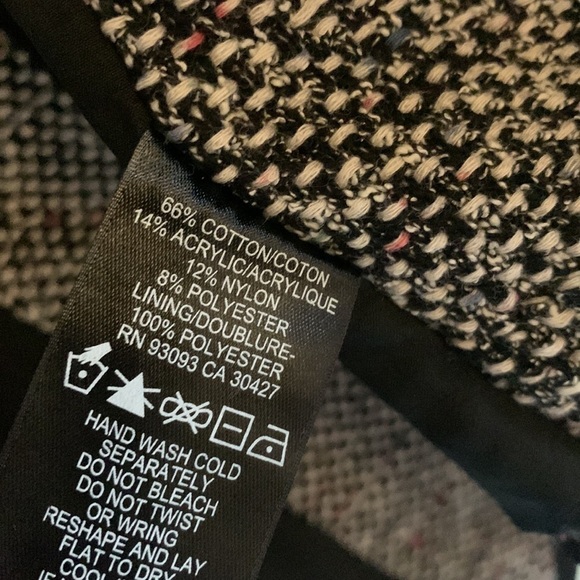 66% COTTON/COTON
14% ACRYLIC/ACRYLIQUE
12% NYLON
8% POLYESTER
LINING/DOUBLURE-
100% POLYESTER
RN 93093 CA 30427
HAND WASH COLD
SEPARATELY
DO NOT BLEACH
DO NOT TWIST
OR WRING
RESHAPE AND LAY
FLAT TO DRY
COOL